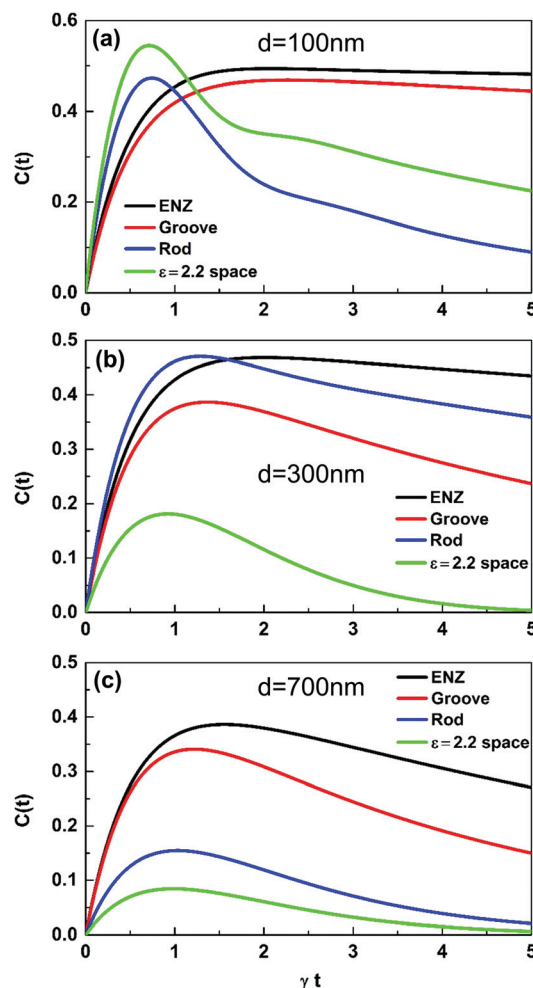 (a)
d=100nm
0.6
0.4
0.2
0.0
C(t)
ENZ
Groove
Rod
ε=2.2 space
0 1 2 3 4 5
(b)
0.5
0.4
0.3
0.2
0.1
0.0
C(t)
d=300nm
ENZ
Groove
Rod
ε=2.2 space
0 1 2 3 4 5
(c)
d=700nm
0.5
0.4
0.3
0.2
0.1
0.0
C(t)
ENZ
Groove
Rod
ε=2.2 space
0 1 2 3 4 5
γ t